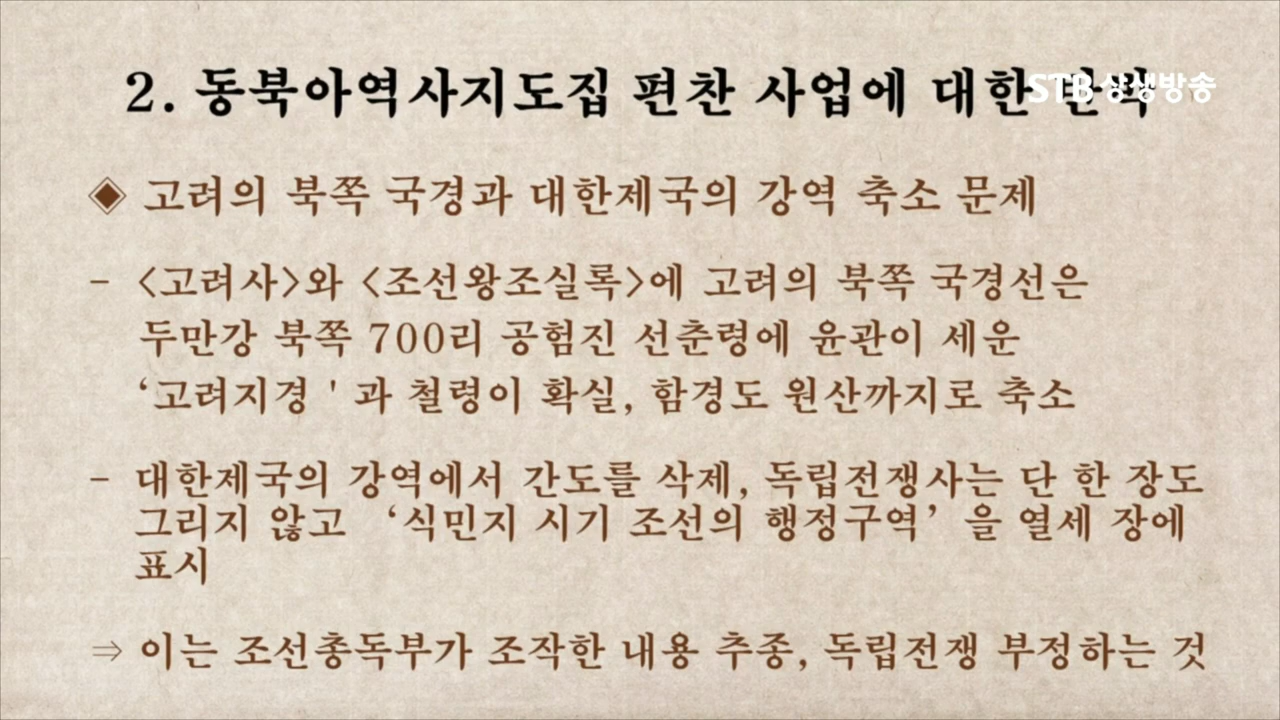 2. 동북아역사지도집 편찬 사업에 대한
STB 상생방송
◈ 고려의 북쪽 국경과 대한제국의 강역 축소 문제
- <고려사>와 <조선왕조실록>에 고려의 북쪽 국경선은
두만강 북쪽 700리 공험진 선춘령에 윤관이 세운
‘고려지경 ' 과 철령이 확실, 함경도 원산까지로 축소
- 대한제국의 강역에서 간도를 삭제, 독립전쟁사는 단 한 장도
그리지 않고 ‘식민지 시기 조선의 행정구역’ 을 열세 장에
표시
⇒ 이는 조선총독부가 조작한 내용 추종, 독립전쟁 부정하는 것